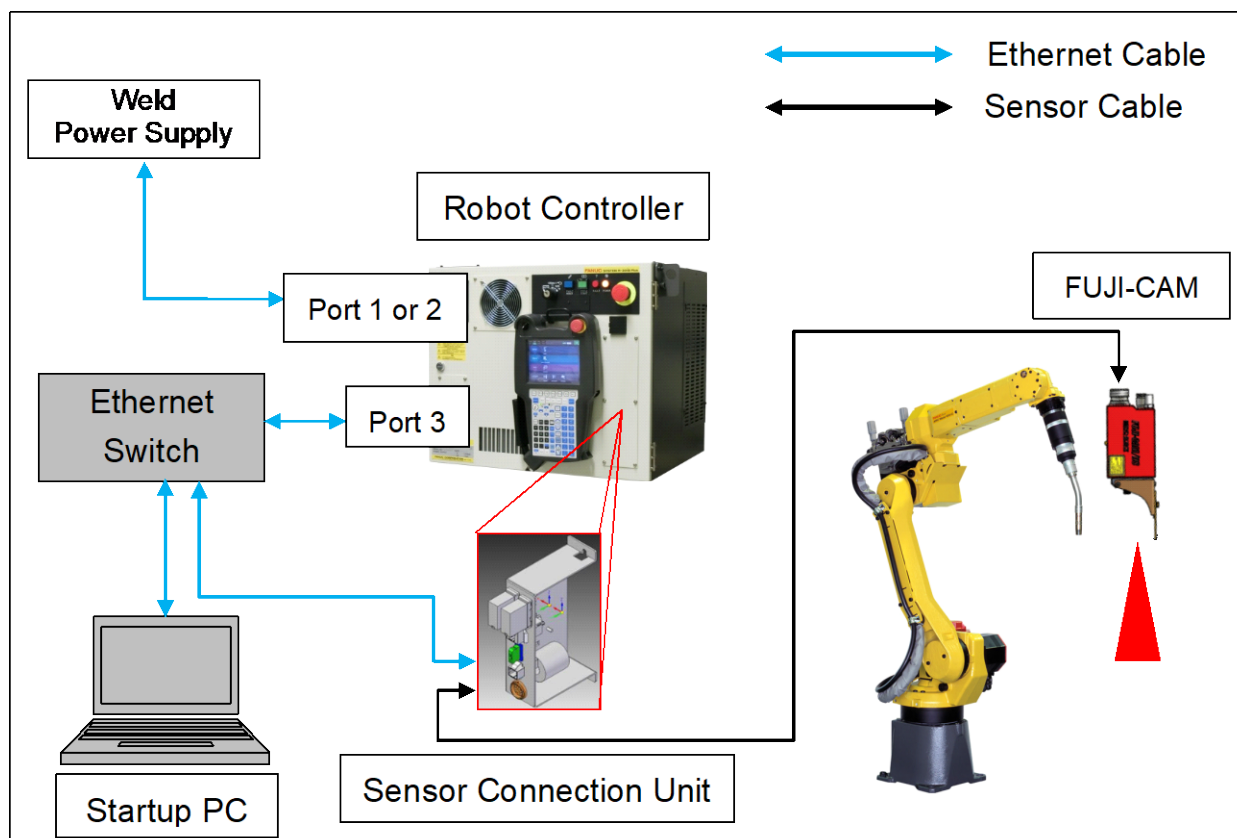 Ethernet Cable
Sensor Cable
Weld
Power Supply
Robot Controller
FUJI-CAM
Port 1 or 2
Ethernet
Switch
Port 3
Sensor Connection Unit
Startup PC